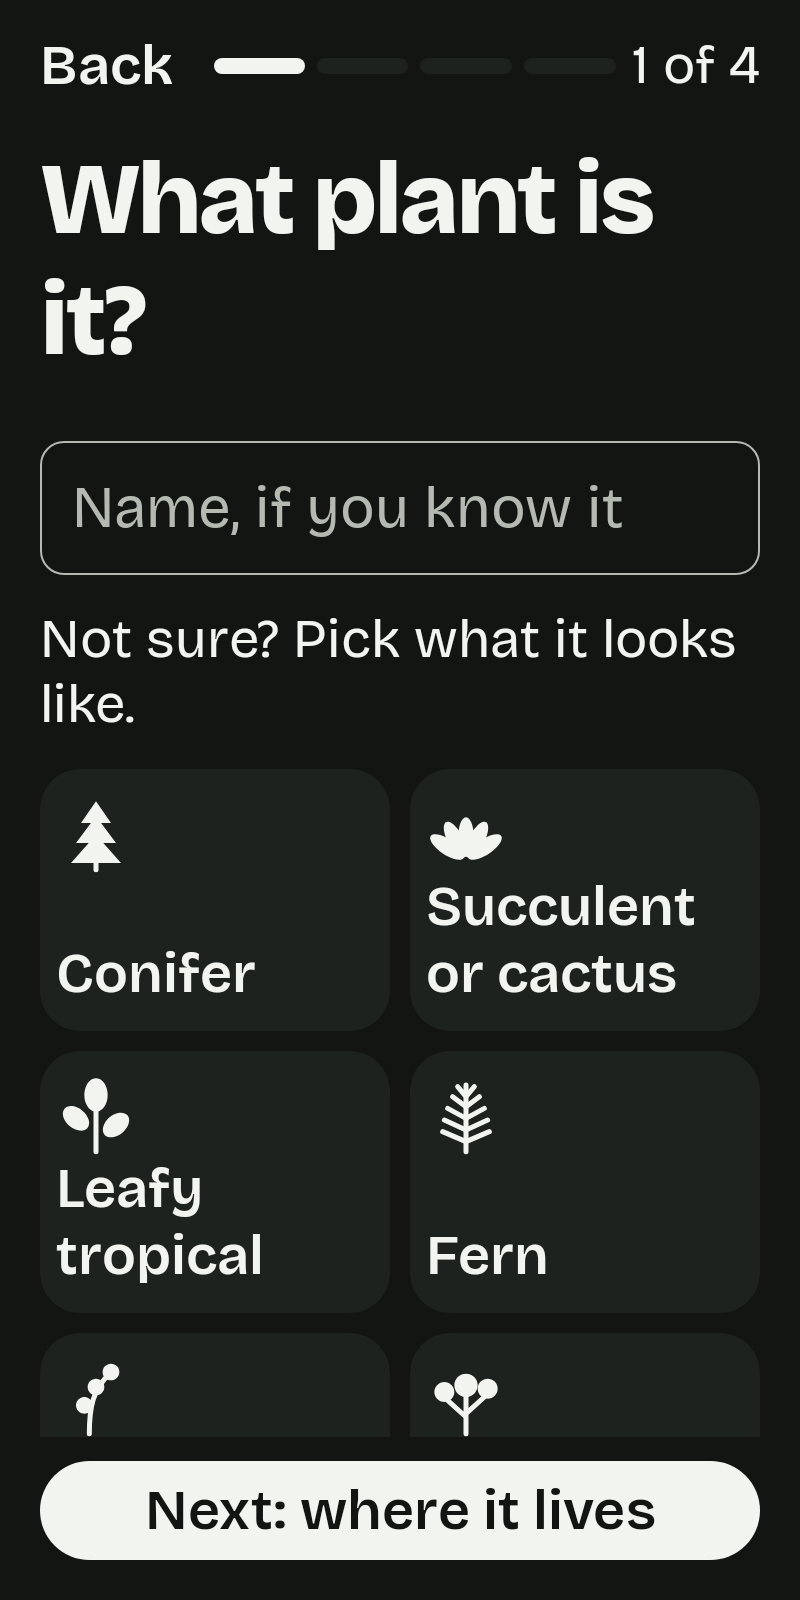 Back 1 of 4
What plant is
it?
Name, if you know it
Not sure? Pick what it looks
like.
Conifer
Succulent
or cactus
Leafy
tropical
Fern
Next: where it lives